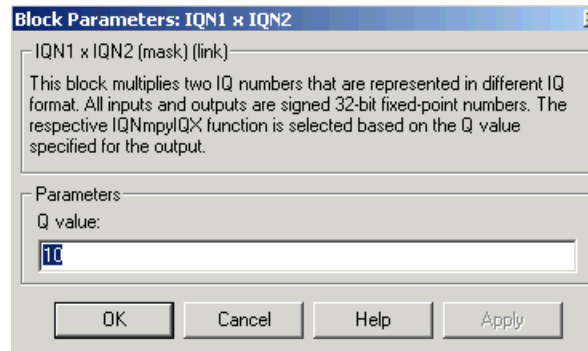 Block Parameters: IQN1 x IQN2
IQN1 x IQN2 (mask) (link)
This block multiplies two IQ numbers that are represented in different IQ
format. All inputs and outputs are signed 32-bit fixed-point numbers. The
respective IQNmpyIQX function is selected based on the Q value
specified for the output.
Parameters
Q value:
10
OK Cancel Help Apply